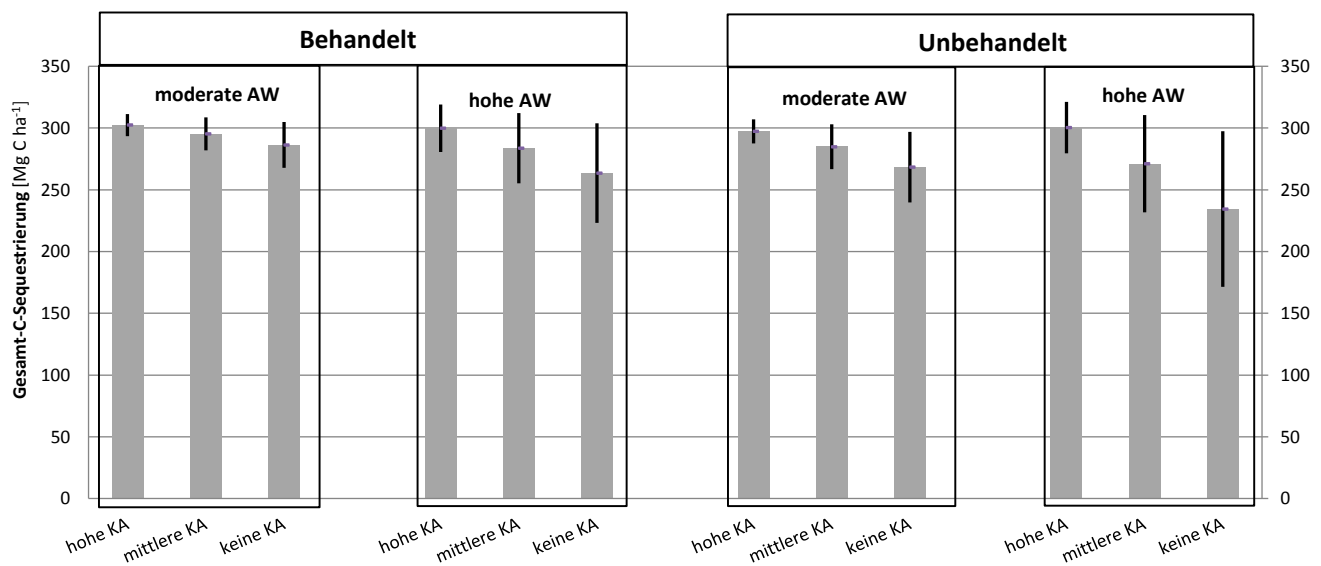 Behandelt
Unbehandelt
350 350
moderate AW hohe AW moderate AW hohe AW
300 300
250 250
200 200
150 150
100 100
50 50
0 0
Gesamt-C-Sequestrierung [Mg C ha⁻¹]
hohe KA mittlere KA keine KA hohe KA mittlere KA keine KA hohe KA mittlere KA keine KA hohe KA mittlere KA keine KA